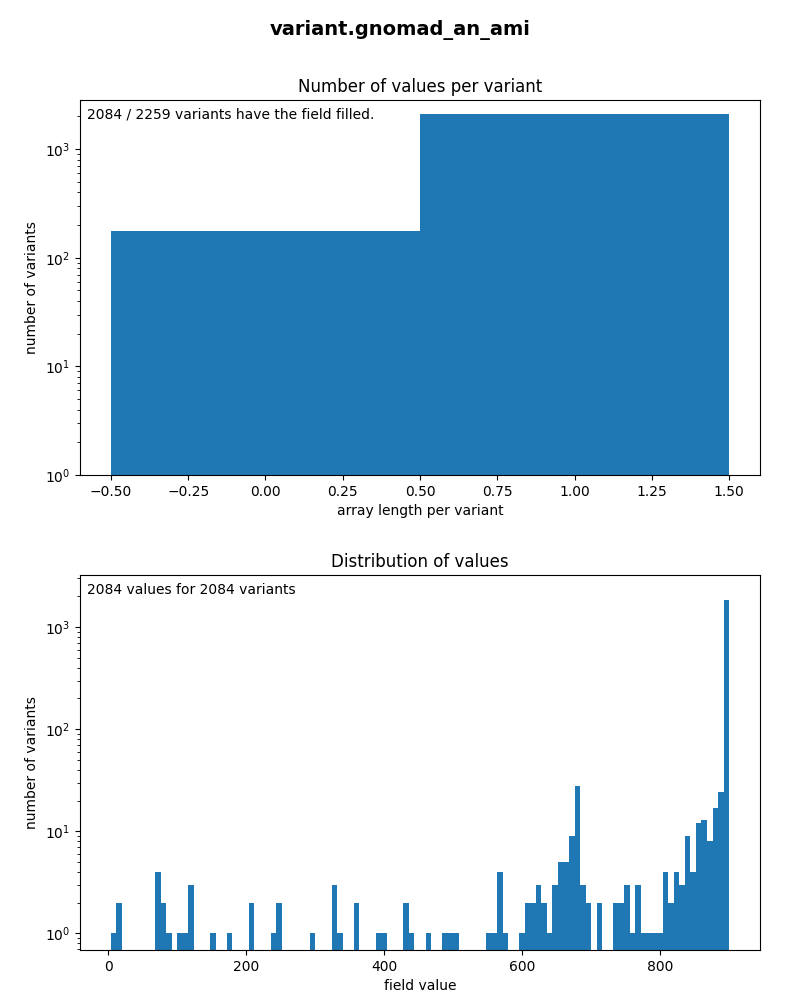 variant.gnomad_an_ami
Number of values per variant
2084 / 2259 variants have the field filled.
number of variants
10³
10²
10¹
10⁰
−0.50 −0.25 0.00 0.25 0.50 0.75 1.00 1.25 1.50
array length per variant
Distribution of values
2084 values for 2084 variants
number of variants
10³
10²
10¹
10⁰
0 200 400 600 800
field value